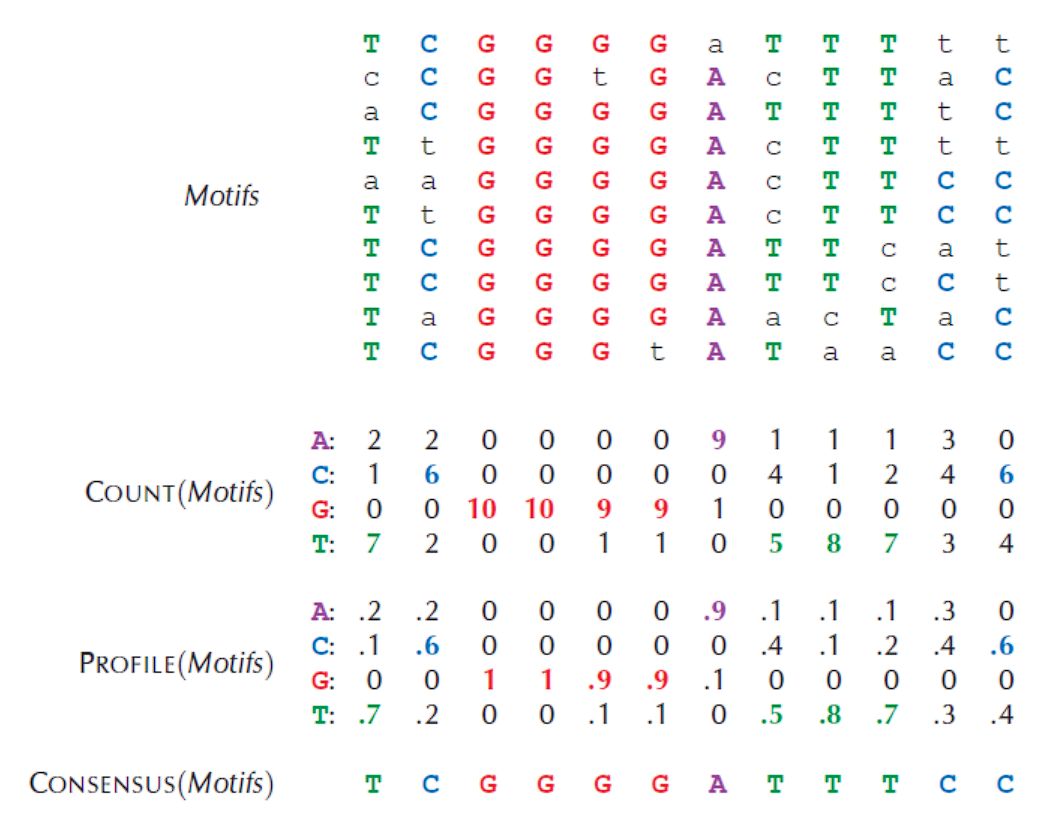 T C G G G G a T T T t t
c C G G t G A c T T a C
a C G G G G A T T T t C
T t G G G G A c T T t t
Motifs a a G G G G A c T T C C
T t G G G G A c T T C C
T C G G G G A T T c a t
T C G G G G A T T c C t
T a G G G G A a c T a C
T C G G G t A T a a C C
A: 2 2 0 0 0 0 9 1 1 1 3 0
COUNT(Motifs) C: 1 6 0 0 0 0 0 4 1 2 4 6
G: 0 0 10 10 9 9 1 0 0 0 0 0
T: 7 2 0 0 1 1 0 5 8 7 3 4
A: .2 .2 0 0 0 0 .9 .1 .1 .1 .3 0
PROFILE(Motifs) C: .1 .6 0 0 0 0 0 .4 .1 .2 .4 .6
G: 0 0 1 1 .9 .9 .1 0 0 0 0 0
T: .7 .2 0 0 .1 .1 0 .5 .8 .7 .3 .4
CONSENSUS(Motifs) T C G G G G A T T T C C